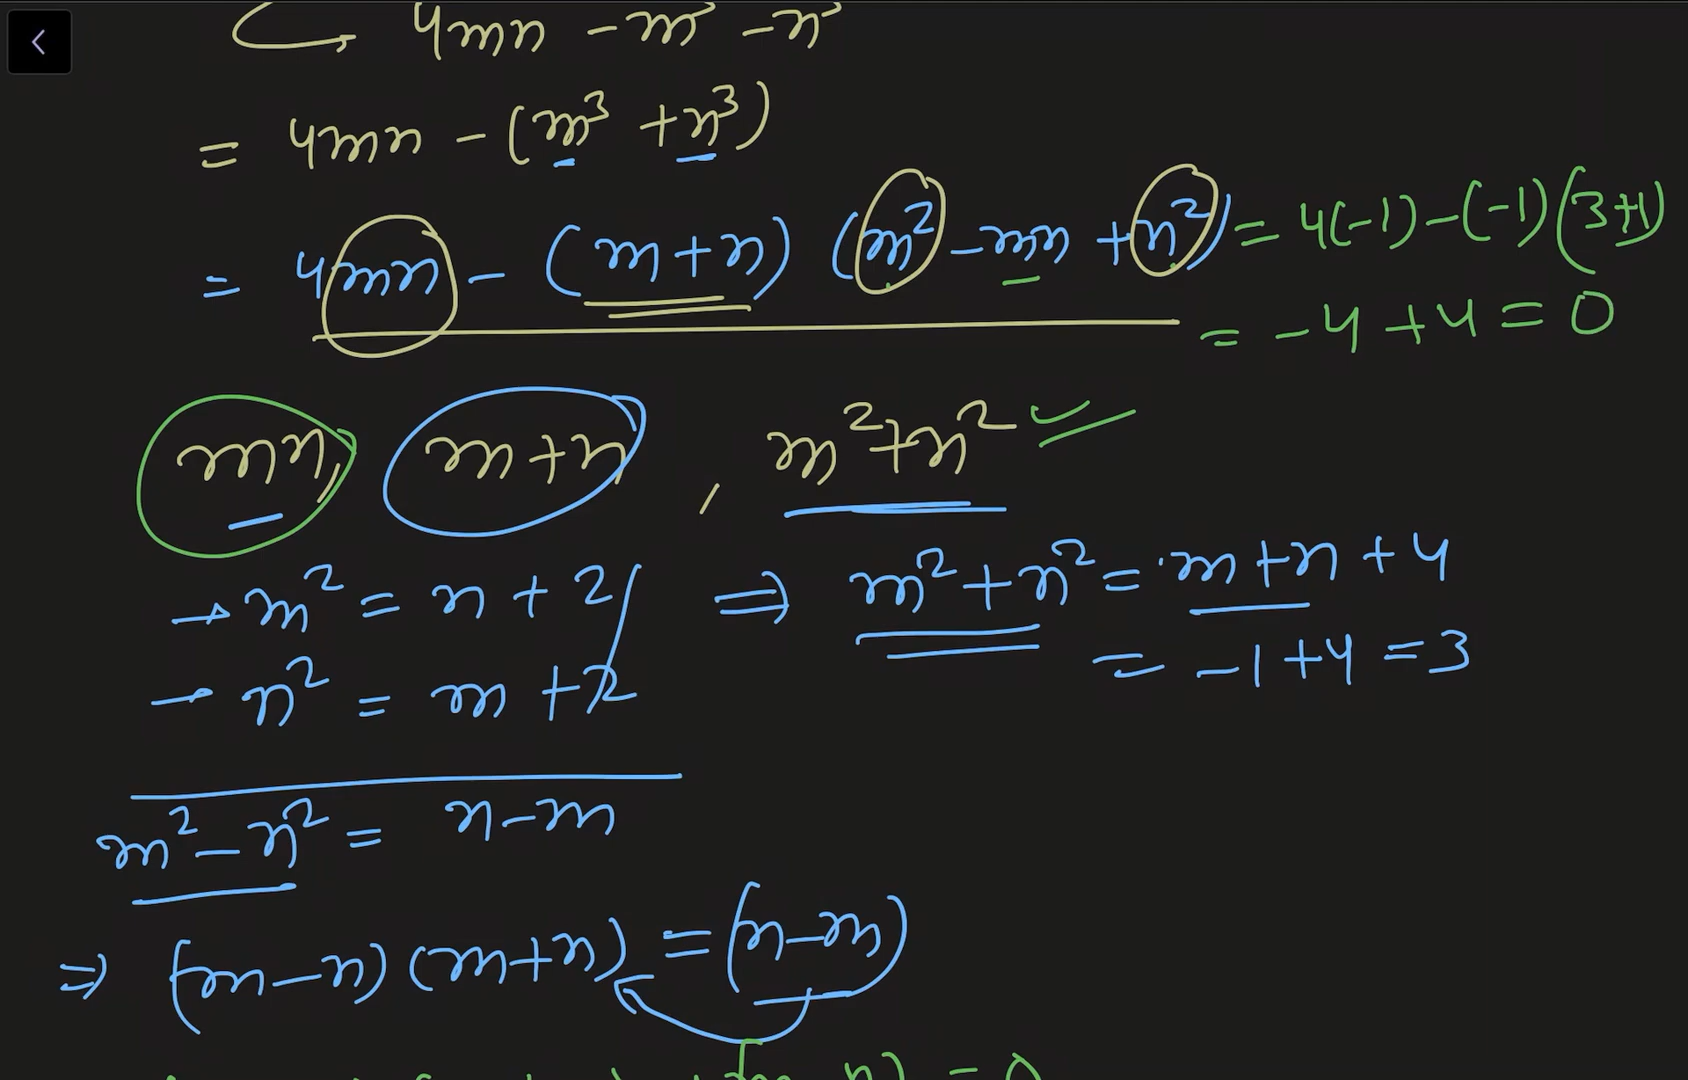 4mn - m³ - n³
= 4mn - (m³ + n³)
= 4mn - (m+n) (m² - mn + n²) = 4(-1) - (-1)(3+1)
= -4 + 4 = 0
mn, m+n, m²+n²
→ m² = n + 2 ⇒ m² + n² = m + n + 4
→ n² = m + 2 = -1 + 4 = 3
m² - n² = n - m
⇒ (m-n) (m+n) = (n-m)
= 0